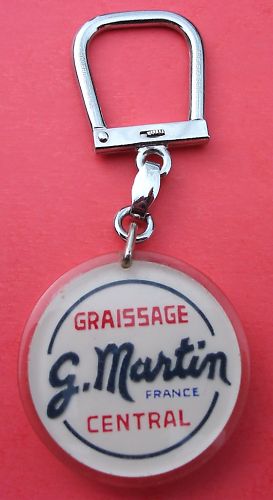 GRAISSAGE
G. Martin
FRANCE
CENTRAL